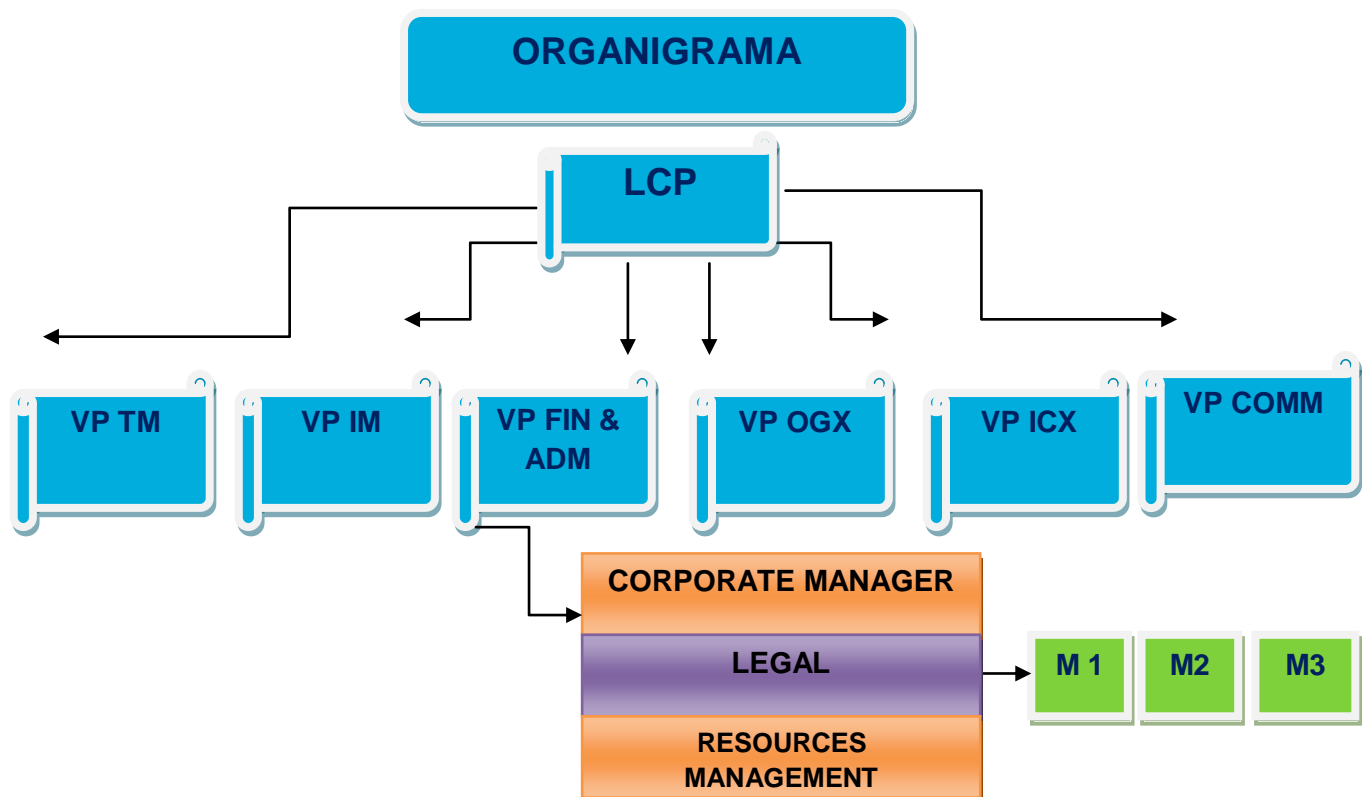 ORGANIGRAMA
LCP
VP TM
VP IM
VP FIN &
ADM
VP OGX
VP ICX
VP COMM
CORPORATE MANAGER
LEGAL
RESOURCES
MANAGEMENT
M 1
M2
M3